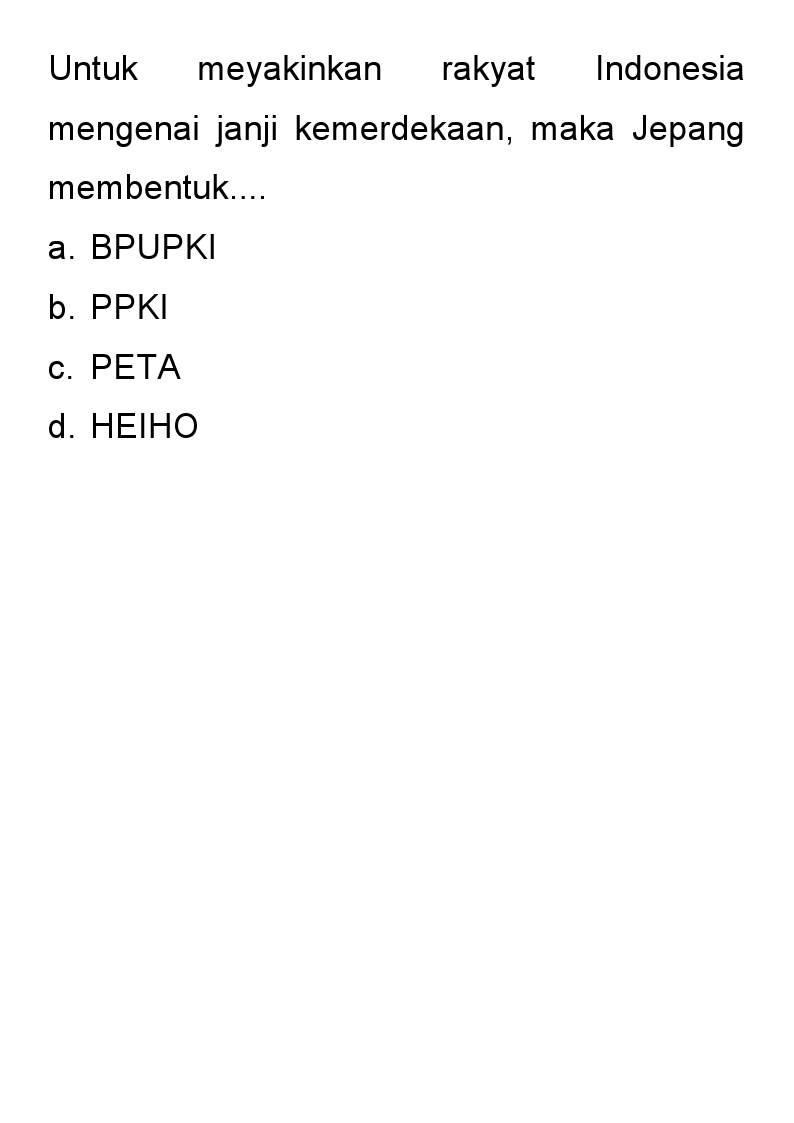 Untuk meyakinkan rakyat Indonesia
mengenai janji kemerdekaan, maka Jepang
membentuk....
a. BPUPKI
b. PPKI
c. PETA
d. HEIHO